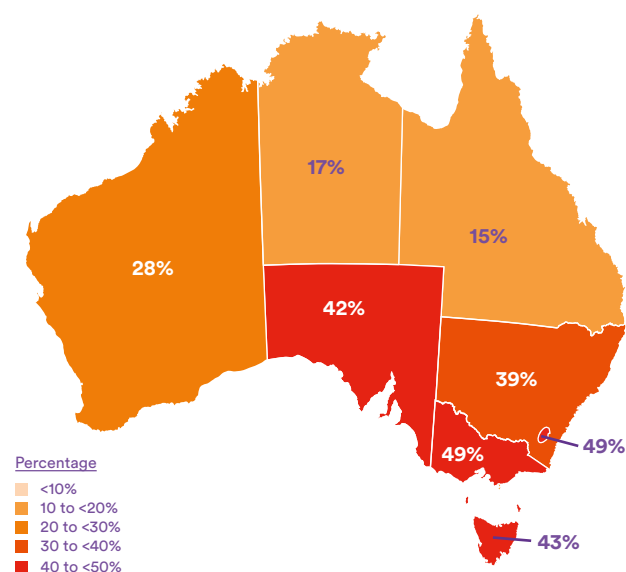 17%
15%
28%
42%
39%
49%
49%
43%
Percentage
<10%
10 to <20%
20 to <30%
30 to <40%
40 to <50%